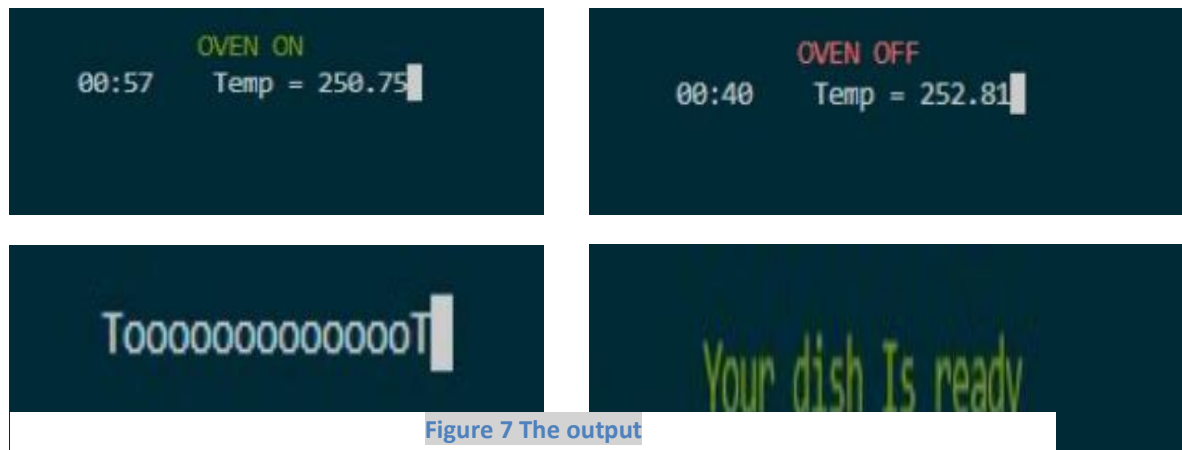 OVEN ON
00:57 Temp = 250.75
OVEN OFF
00:40 Temp = 252.81
ToooooooooooooT
Your dish Is ready
Figure 7 The output